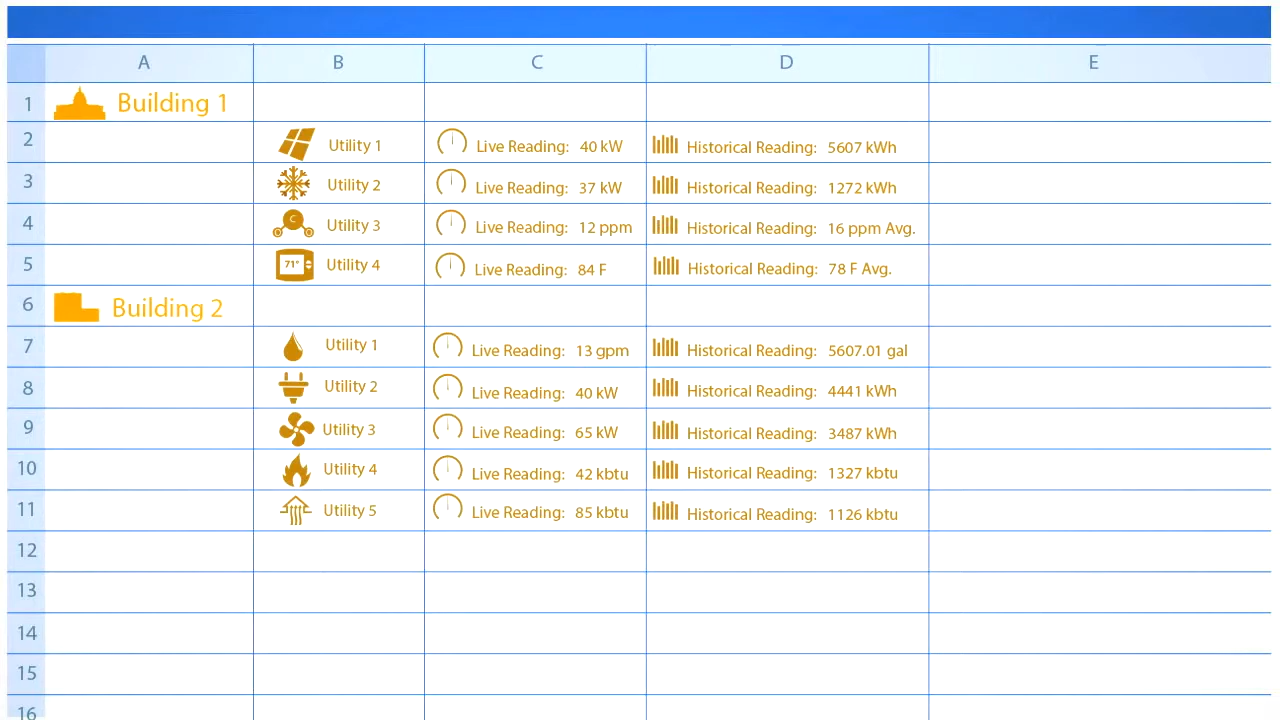 A B C D E
1 Building 1
2 Utility 1 Live Reading: 40 kW Historical Reading: 5607 kWh
3 Utility 2 Live Reading: 37 kW Historical Reading: 1272 kWh
4 C Utility 3 Live Reading: 12 ppm Historical Reading: 16 ppm Avg.
5 71° Utility 4 Live Reading: 84 F Historical Reading: 78 F Avg.
6 Building 2
7 Utility 1 Live Reading: 13 gpm Historical Reading: 5607.01 gal
8 Utility 2 Live Reading: 40 kW Historical Reading: 4441 kWh
9 Utility 3 Live Reading: 65 kW Historical Reading: 3487 kWh
10 Utility 4 Live Reading: 42 kbtu Historical Reading: 1327 kbtu
11 Utility 5 Live Reading: 85 kbtu Historical Reading: 1126 kbtu
12
13
14
15
16